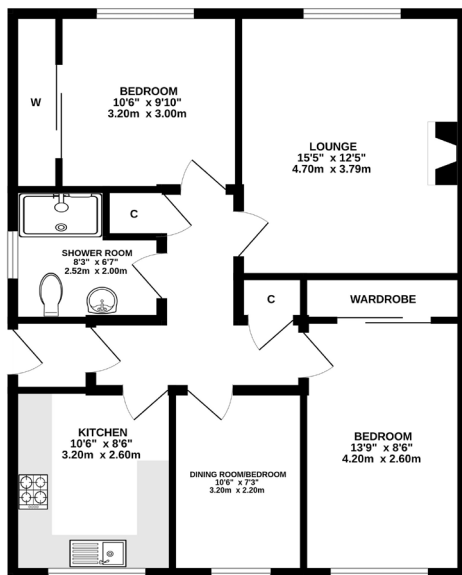 W
BEDROOM
10'6" x 9'10"
3.20m x 3.00m
LOUNGE
15'5" x 12'5"
4.70m x 3.79m
C
SHOWER ROOM
8'3" x 6'7"
2.52m x 2.00m
C
WARDROBE
KITCHEN
10'6" x 8'6"
3.20m x 2.60m
DINING ROOM/BEDROOM
10'6" x 7'3"
3.20m x 2.20m
BEDROOM
13'9" x 8'6"
4.20m x 2.60m